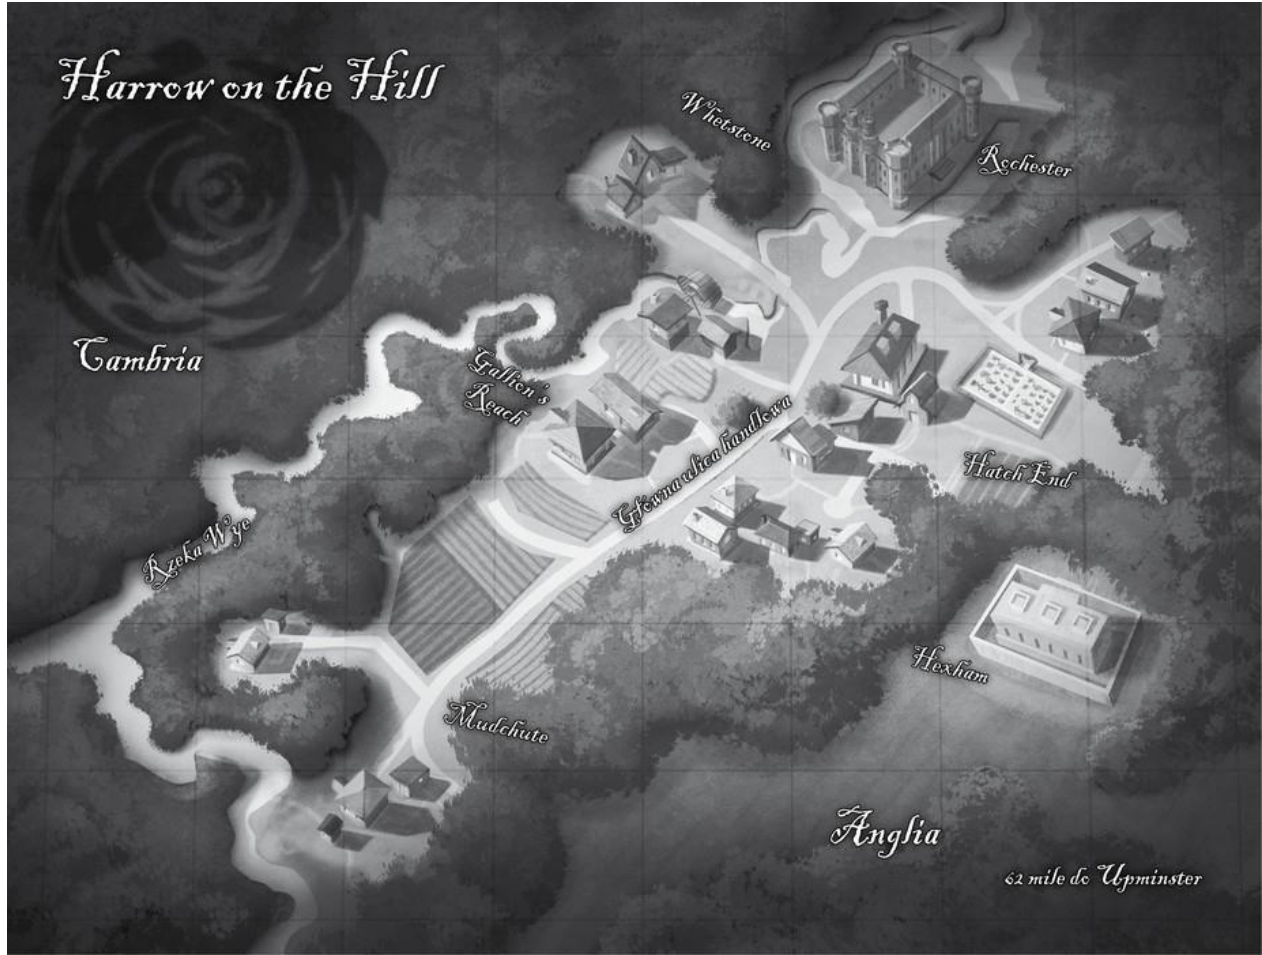 Harrow on the Hill
Whetstone
Rochester
Cambria
Gallion's
Reach
Główna ulica handlowa
Hatch End
Rzeka Wye
Hexham
Mudchute
Anglia
62 mile do Upminster